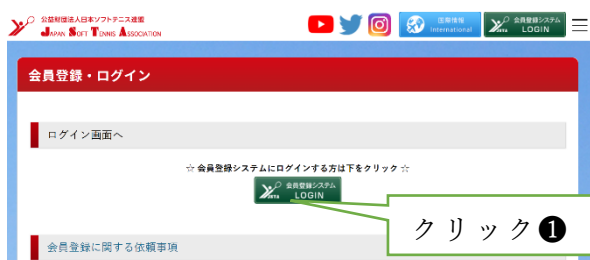 公益財団法人日本ソフトテニス連盟
JAPAN SOFT TENNIS ASSOCIATION
国際情報
International
会員登録システム
LOGIN
会員登録・ログイン
ログイン画面へ
☆ 会員登録システムにログインする方は下をクリック ☆
会員登録システム
LOGIN
クリック❶
会員登録に関する依頼事項